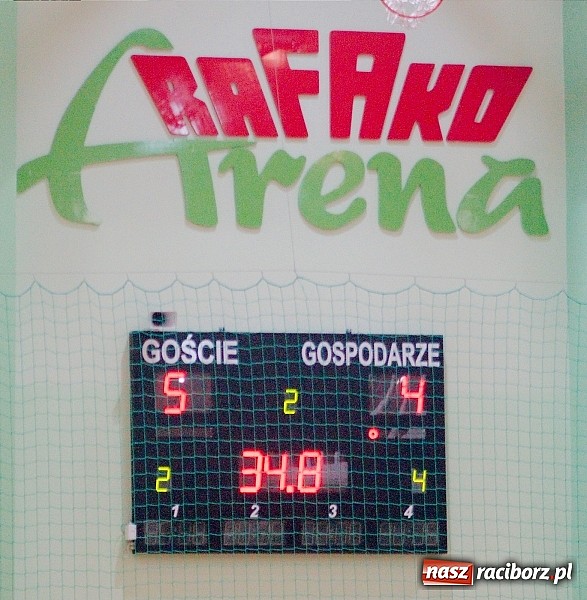 RAFAKO
Arena
GOŚCIE GOSPODARZE
5 2 4
2 34.8 4
1 2 3 4
nasz raciborz.pl